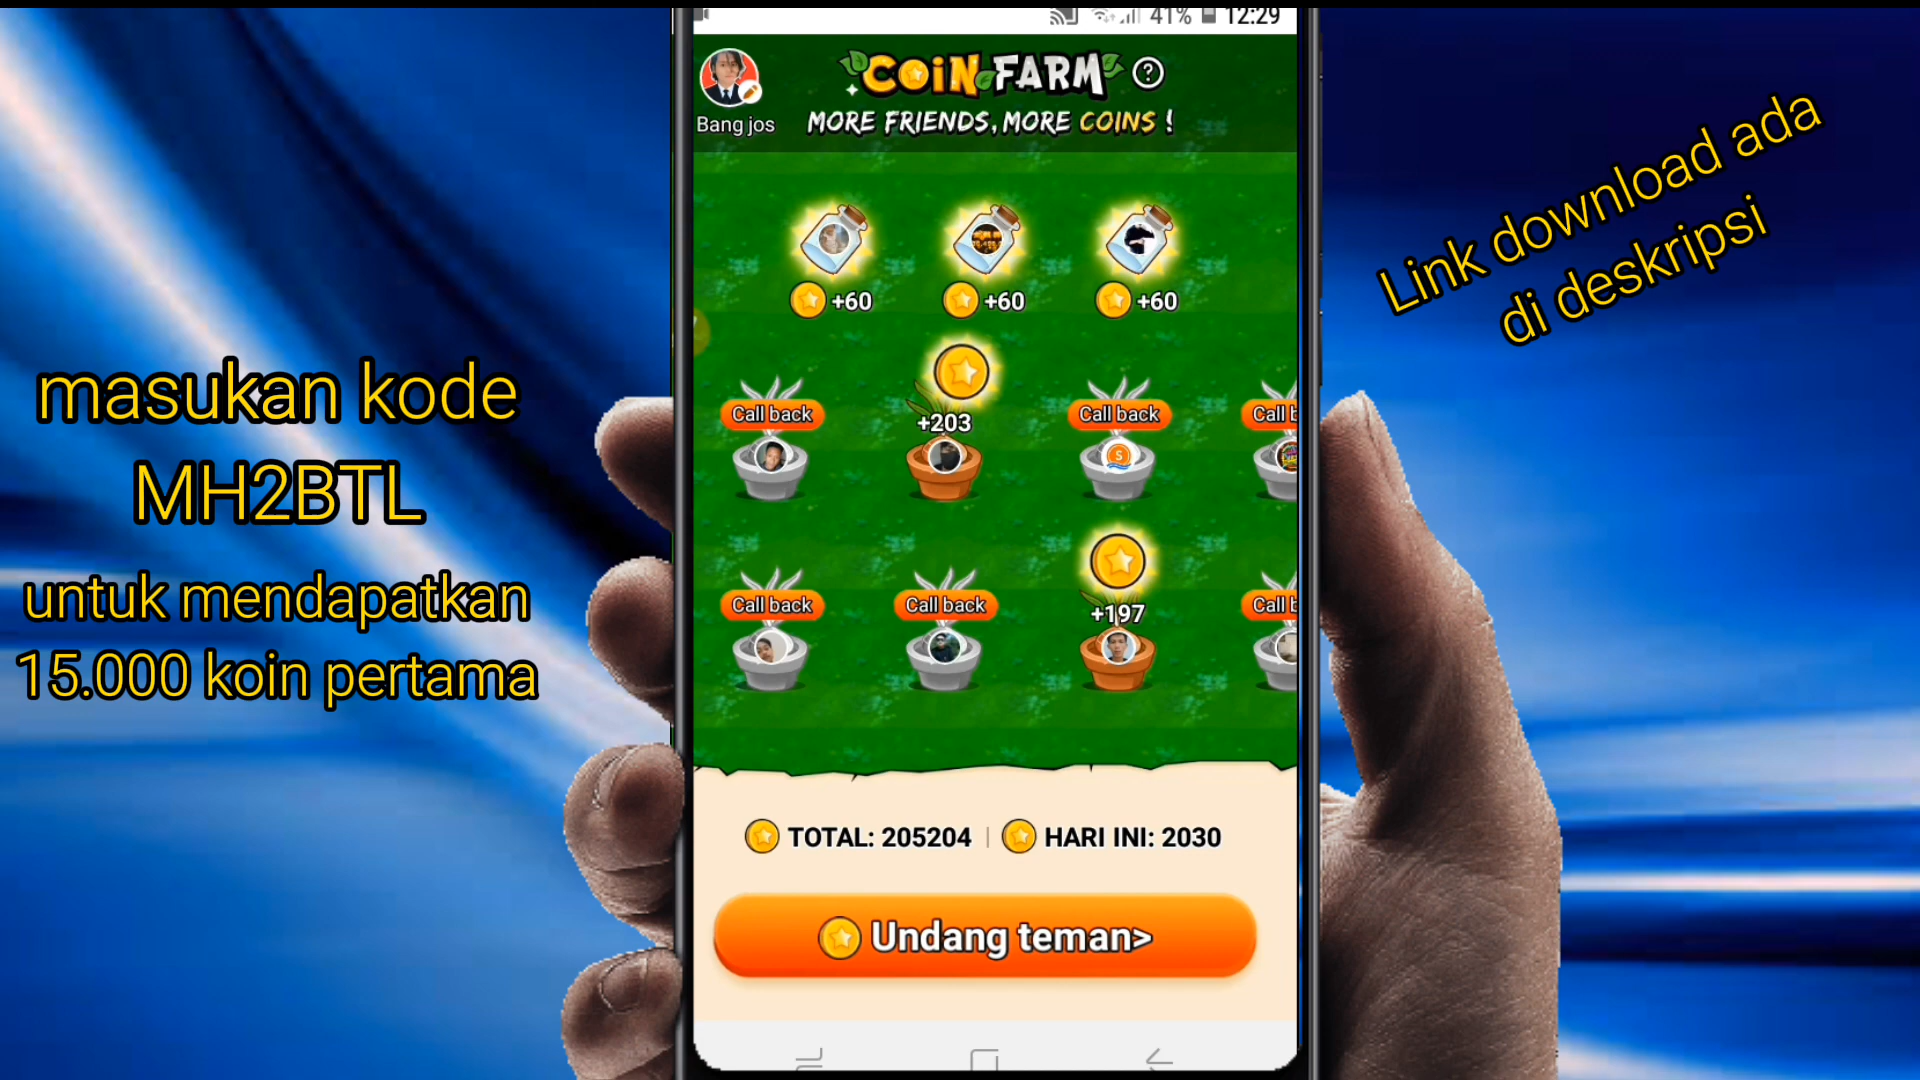 41% 12:29
COiN FARM ?
Bang jos
MORE FRIENDS, MORE COINS !
+60 +60 +60
Call back
+203
Call back
Call b
Call back
Call back
+197
Call b
TOTAL: 205204 | HARI INI: 2030
Undang teman>
masukan kode
MH2BTL
untuk mendapatkan
15.000 koin pertama
Link download ada
di deskripsi